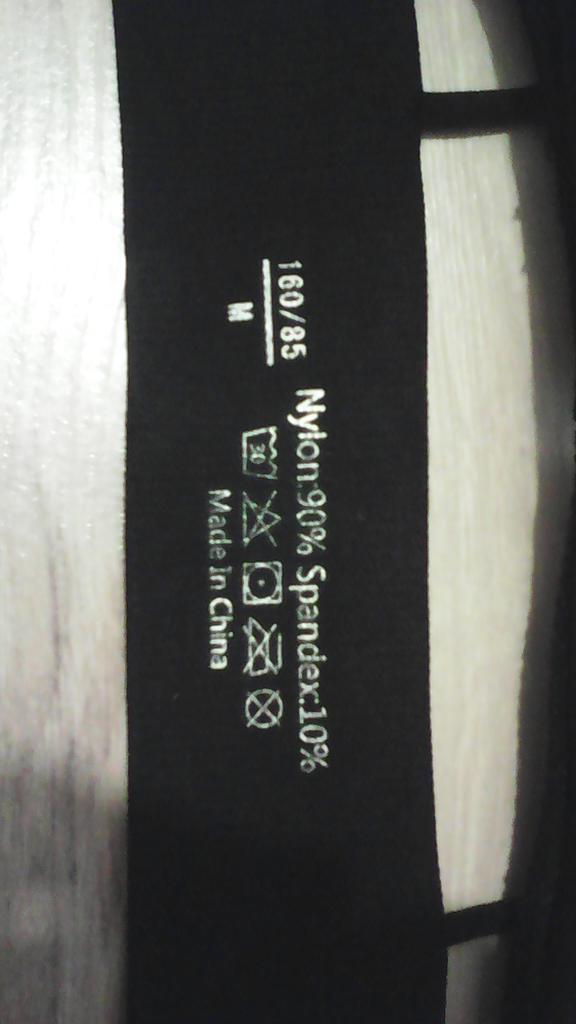 160/85
M
Nylon:90% Spandex:10%
30
Made In China